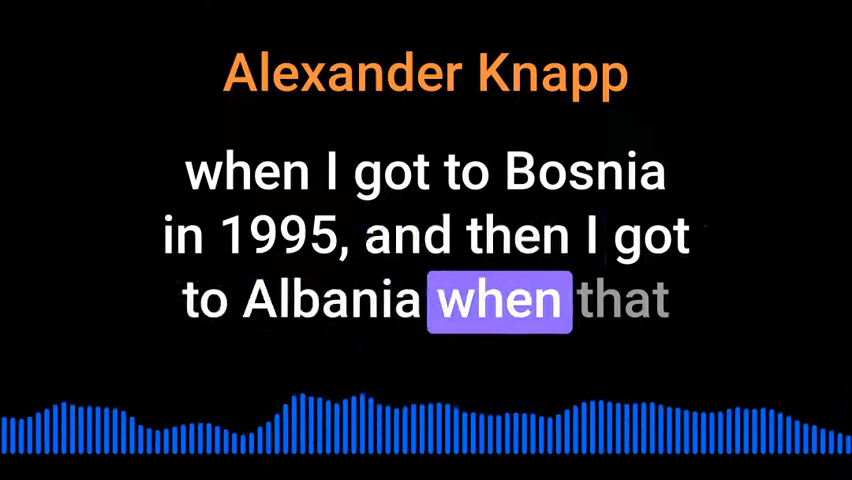 Alexander Knapp
when I got to Bosnia
in 1995, and then I got
to Albania when that